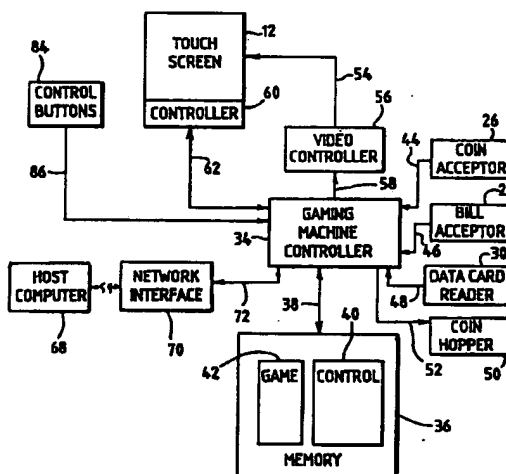 12
84
TOUCH
SCREEN
54
CONTROL
BUTTONS
60
CONTROLLER
56
26
VIDEO
CONTROLLER
44
COIN
ACCEPTOR
86
62
58
BILL
ACCEPTOR
34
GAMING
MACHINE
CONTROLLER
46
30
HOST
COMPUTER
NETWORK
INTERFACE
DATA CARD
READER
48
72
38
40
COIN
HOPPER
68
70
42
52
50
GAME
CONTROL
36
MEMORY